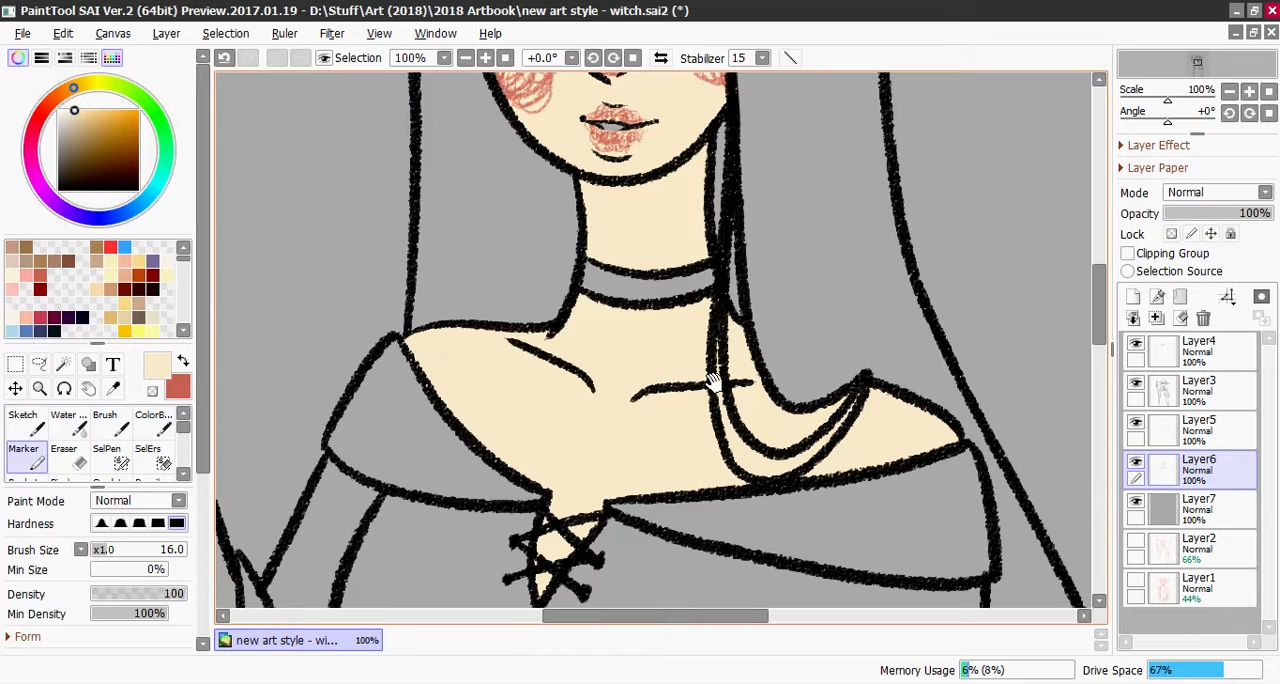 PaintTool SAI Ver.2 (64bit) Preview.2017.01.19 - D:\Stuff\Art (2018)\2018 Artbook\new art style - witch.sai2 (*)
File Edit Canvas Layer Selection Ruler Filter View Window Help
Selection 100% +0.0° Stabilizer 15
Scale 100%
Angle +0°
Layer Effect
Layer Paper
Mode Normal
Opacity 100%
Lock
Clipping Group
Selection Source
Layer4
Normal
100%
Layer3
Normal
100%
Layer5
Normal
100%
Layer6
Normal
100%
Layer7
Normal
100%
Layer2
Normal
66%
Layer1
Normal
44%
T
Sketch Water ... Brush ColorB...
Marker Eraser SelPen SelErs
Paint Mode Normal
Hardness
Brush Size x1.0 16.0
Min Size 0%
Density 100
Min Density 100%
Form
new art style - wi... 100%
Memory Usage 6% (8%) Drive Space 67%